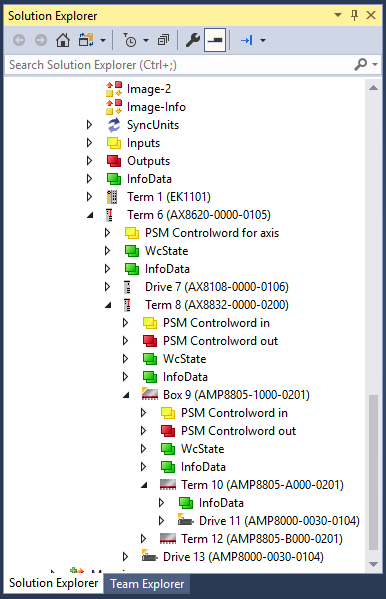 Solution Explorer
Search Solution Explorer (Ctrl+;)
Image-2
Image-Info
SyncUnits
Inputs
Outputs
InfoData
Term 1 (EK1101)
Term 6 (AX8620-0000-0105)
PSM Controlword for axis
WcState
InfoData
Drive 7 (AX8108-0000-0106)
Term 8 (AX8832-0000-0200)
PSM Controlword in
PSM Controlword out
WcState
InfoData
Box 9 (AMP8805-1000-0201)
PSM Controlword in
PSM Controlword out
WcState
InfoData
Term 10 (AMP8805-A000-0201)
InfoData
Drive 11 (AMP8000-0030-0104)
Term 12 (AMP8805-B000-0201)
Drive 13 (AMP8000-0030-0104)
Solution Explorer Team Explorer